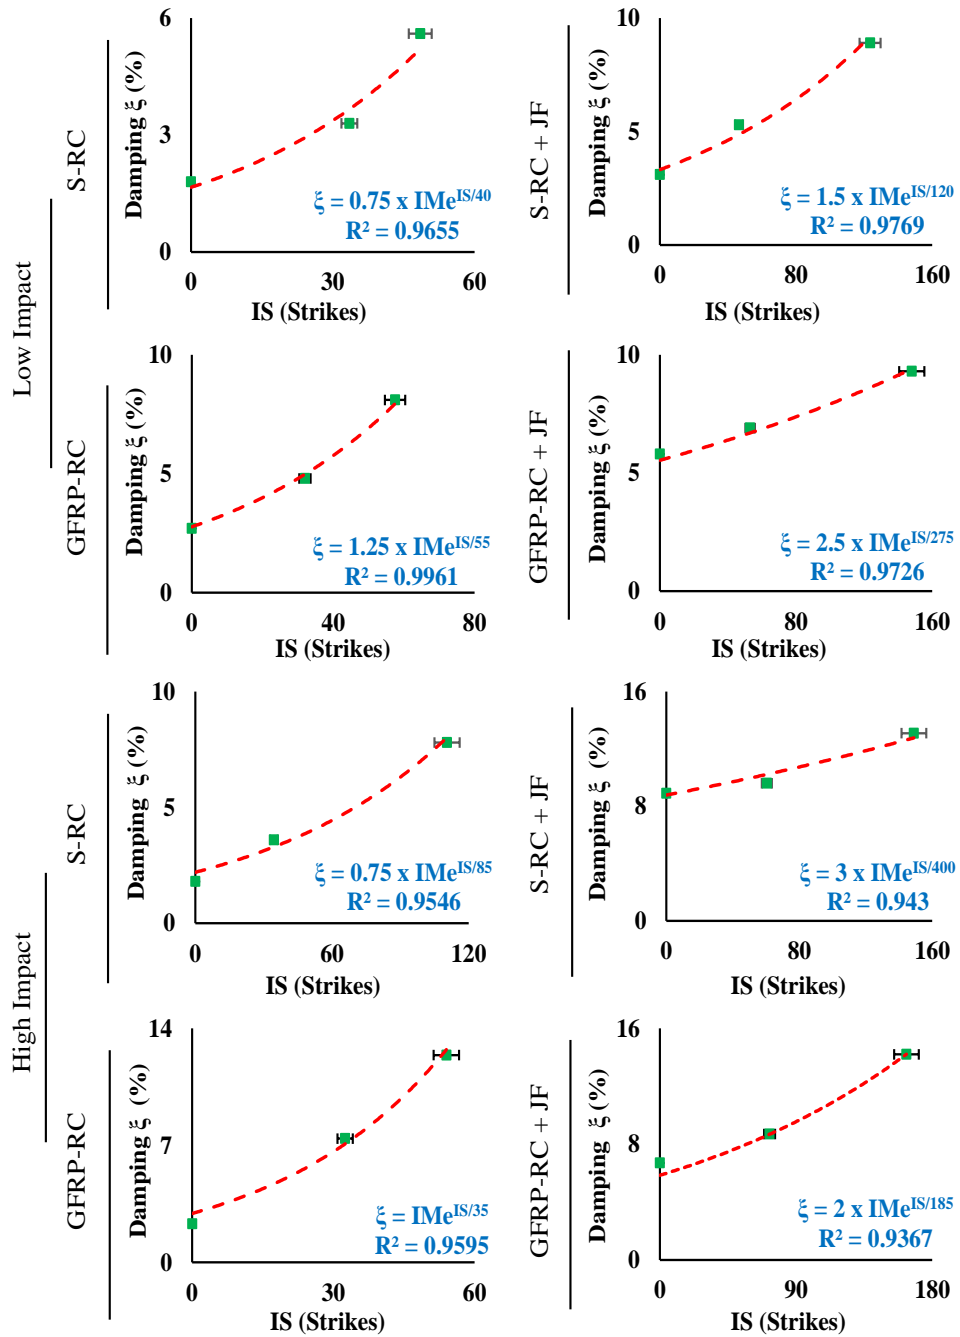 Low Impact
S-RC
Damping ξ (%)
6
3
0
0 30 60
IS (Strikes)
ξ = 0.75 x IMe^IS/40
R² = 0.9655
S-RC + JF
Damping ξ (%)
10
5
0
0 80 160
IS (Strikes)
ξ = 1.5 x IMe^IS/120
R² = 0.9769
GFRP-RC
Damping ξ (%)
10
5
0
0 40 80
IS (Strikes)
ξ = 1.25 x IMe^IS/55
R² = 0.9961
GFRP-RC + JF
Damping ξ (%)
10
5
0
0 80 160
IS (Strikes)
ξ = 2.5 x IMe^IS/275
R² = 0.9726
High Impact
S-RC
Damping ξ (%)
10
5
0
0 60 120
IS (Strikes)
ξ = 0.75 x IMe^IS/85
R² = 0.9546
S-RC + JF
Damping ξ (%)
16
8
0
0 80 160
IS (Strikes)
ξ = 3 x IMe^IS/400
R² = 0.943
GFRP-RC
Damping ξ (%)
14
7
0
0 30 60
IS (Strikes)
ξ = IMe^IS/35
R² = 0.9595
GFRP-RC + JF
Damping ξ (%)
16
8
0
0 90 180
IS (Strikes)
ξ = 2 x IMe^IS/185
R² = 0.9367